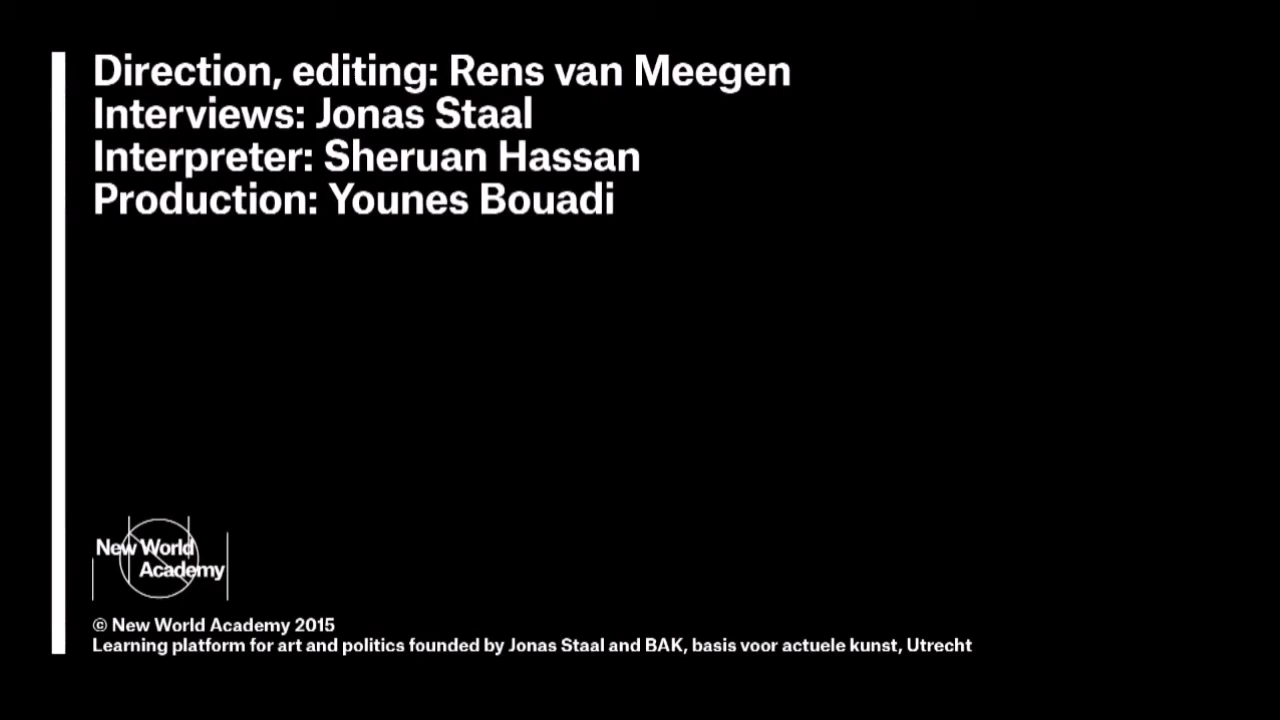 Direction, editing: Rens van Meegen
Interviews: Jonas Staal
Interpreter: Sheruan Hassan
Production: Younes Bouadi
New World
Academy
© New World Academy 2015
Learning platform for art and politics founded by Jonas Staal and BAK, basis voor actuele kunst, Utrecht